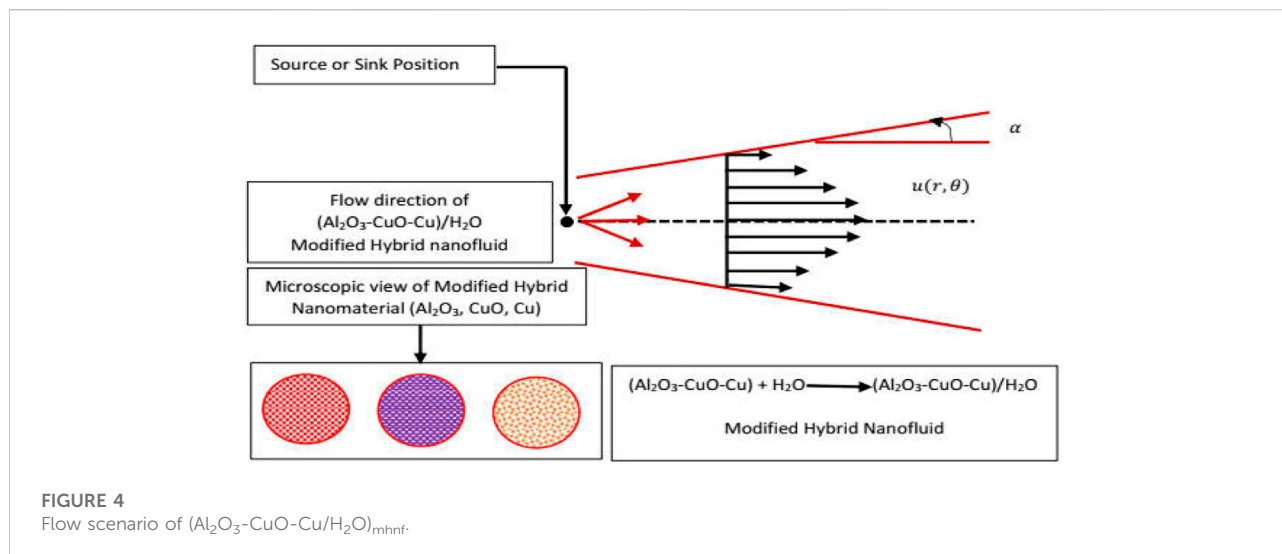 Source or Sink Position
α
u(r, θ)
Flow direction of
(Al₂O₃-CuO-Cu)/H₂O
Modified Hybrid nanofluid
Microscopic view of Modified Hybrid
Nanomaterial (Al₂O₃, CuO, Cu)
(Al₂O₃-CuO-Cu) + H₂O (Al₂O₃-CuO-Cu)/H₂O
Modified Hybrid Nanofluid
FIGURE 4
Flow scenario of (Al₂O₃-CuO-Cu/H₂O)mhnf.